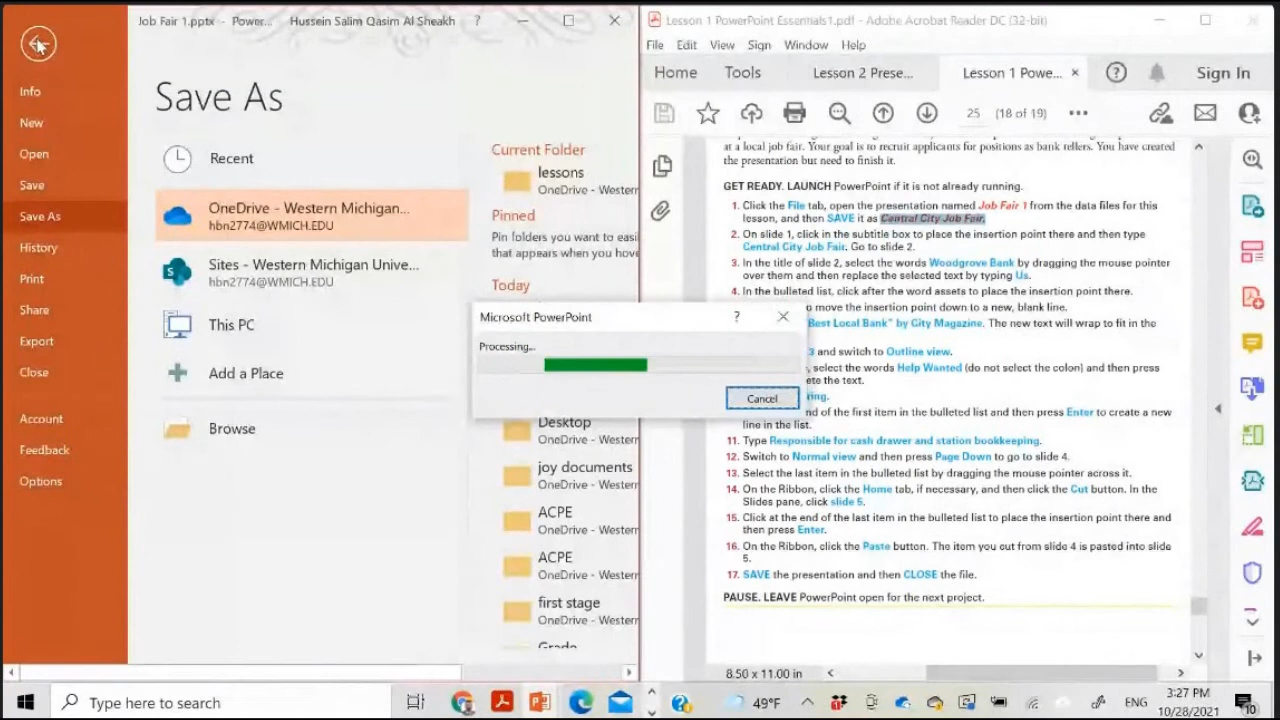 Job Fair 1.pptx - Power... Hussein Salim Qasim Al Sheakh ?
Info
New
Open
Save
Save As
History
Print
Share
Export
Close
Account
Feedback
Options
Save As
Recent
OneDrive - Western Michigan...
hbn2774@WMICH.EDU
Sites - Western Michigan Unive...
hbn2774@WMICH.EDU
This PC
Add a Place
Browse
Current Folder
lessons
OneDrive - Western
Pinned
Pin folders you want to easi
that appears when you hove
Today
Desktop
OneDrive - Western
joy documents
OneDrive - Western
ACPE
OneDrive - Western
ACPE
OneDrive - Western
first stage
OneDrive - Western
Grade
Microsoft PowerPoint ?
Processing...
Cancel
Lesson 1 PowerPoint Essentials1.pdf - Adobe Acrobat Reader DC (32-bit)
File Edit View Sign Window Help
Home Tools Lesson 2 Prese... Lesson 1 Powe... × Sign In
25 (18 of 19)
at a local job fair. Your goal is to recruit applicants for positions as bank tellers. You have created
the presentation but need to finish it.
GET READY. LAUNCH PowerPoint if it is not already running.
1. Click the File tab, open the presentation named Job Fair 1 from the data files for this
lesson, and then SAVE it as Central City Job Fair.
2. On slide 1, click in the subtitle box to place the insertion point there and then type
Central City Job Fair. Go to slide 2.
3. In the title of slide 2, select the words Woodgrove Bank by dragging the mouse pointer
over them and then replace the selected text by typing Us.
4. In the bulleted list, click after the word assets to place the insertion point there.
o move the insertion point down to a new, blank line.
Best Local Bank" by City Magazine. The new text will wrap to fit in the
3 and switch to Outline view.
, select the words Help Wanted (do not select the colon) and then press
ete the text.
ring.
nd of the first item in the bulleted list and then press Enter to create a new
line in the list.
11. Type Responsible for cash drawer and station bookkeeping.
12. Switch to Normal view and then press Page Down to go to slide 4.
13. Select the last item in the bulleted list by dragging the mouse pointer across it.
14. On the Ribbon, click the Home tab, if necessary, and then click the Cut button. In the
Slides pane, click slide 5.
15. Click at the end of the last item in the bulleted list to place the insertion point there and
then press Enter.
16. On the Ribbon, click the Paste button. The item you cut from slide 4 is pasted into slide
5.
17. SAVE the presentation and then CLOSE the file.
PAUSE. LEAVE PowerPoint open for the next project.
8.50 x 11.00 in
Type here to search
49°F
ENG
3:27 PM
10/28/2021
10